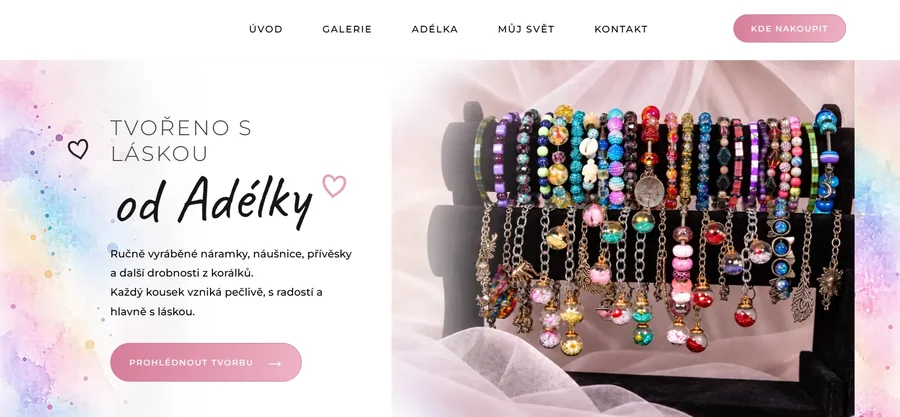 ÚVOD GALERIE ADÉLKA MŮJ SVĚT KONTAKT KDE NAKOUPIT
TVOŘENO S
LÁSKOU
od Adélky
Ručně vyráběné náramky, náušnice, přívěsky
a další drobnosti z korálků.
Každý kousek vzniká pečlivě, s radostí a
hlavně s láskou.
PROHLÉDNOUT TVORBU →